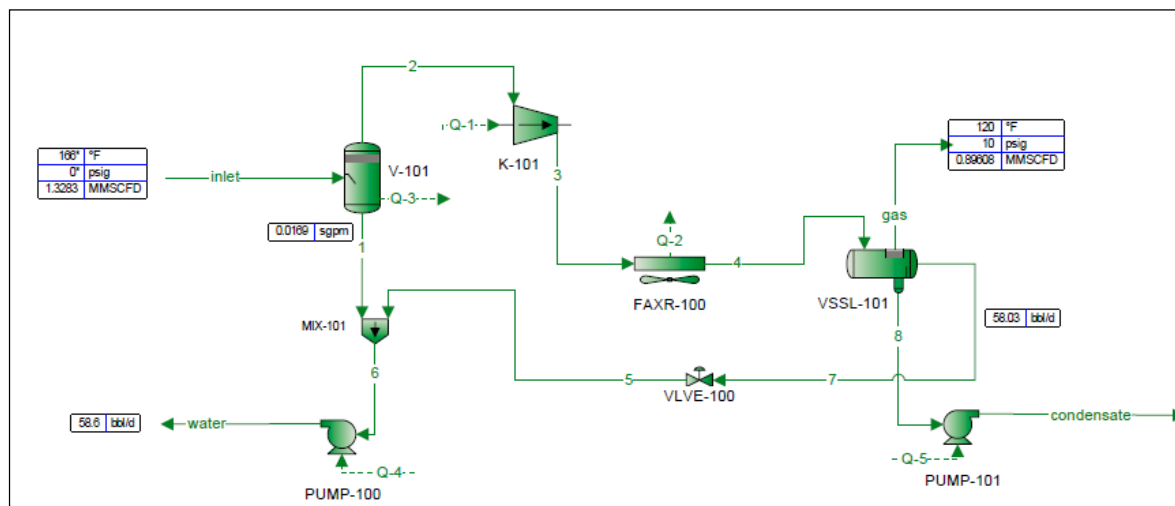 2
Q-1
K-101
3
120 °F
10 psig
0.89608 MMSCFD
166* °F
0* psig
1.3283 MMSCFD
inlet
V-101
Q-3
0.0169 sgpm
1
gas
Q-2
4
FAXR-100
VSSL-101
MIX-101
8
58.03 bbl/d
6
5
7
VLVE-100
58.6 bbl/d
water
condensate
Q-4
Q-5
PUMP-100
PUMP-101